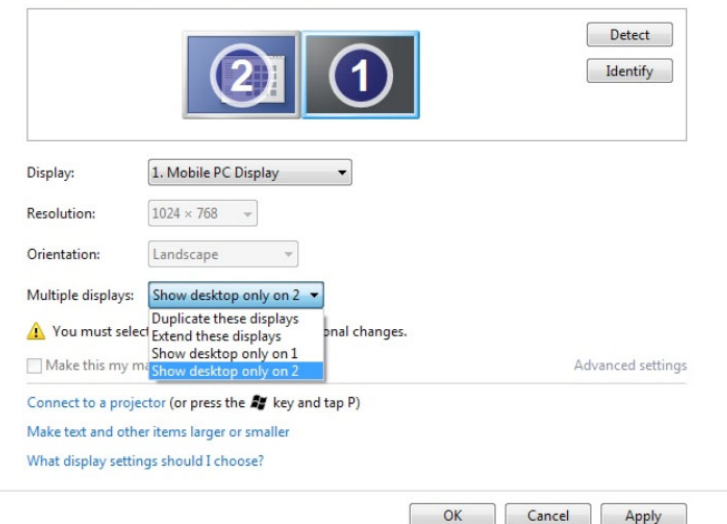 2 1
Detect
Identify
Display: 1. Mobile PC Display
Resolution: 1024 × 768
Orientation: Landscape
Multiple displays: Show desktop only on 2
Duplicate these displays
You must select onal changes.
Extend these displays
Show desktop only on 1
Make this my ma Advanced settings
Show desktop only on 2
Connect to a projector (or press the key and tap P)
Make text and other items larger or smaller
What display settings should I choose?
OK Cancel Apply